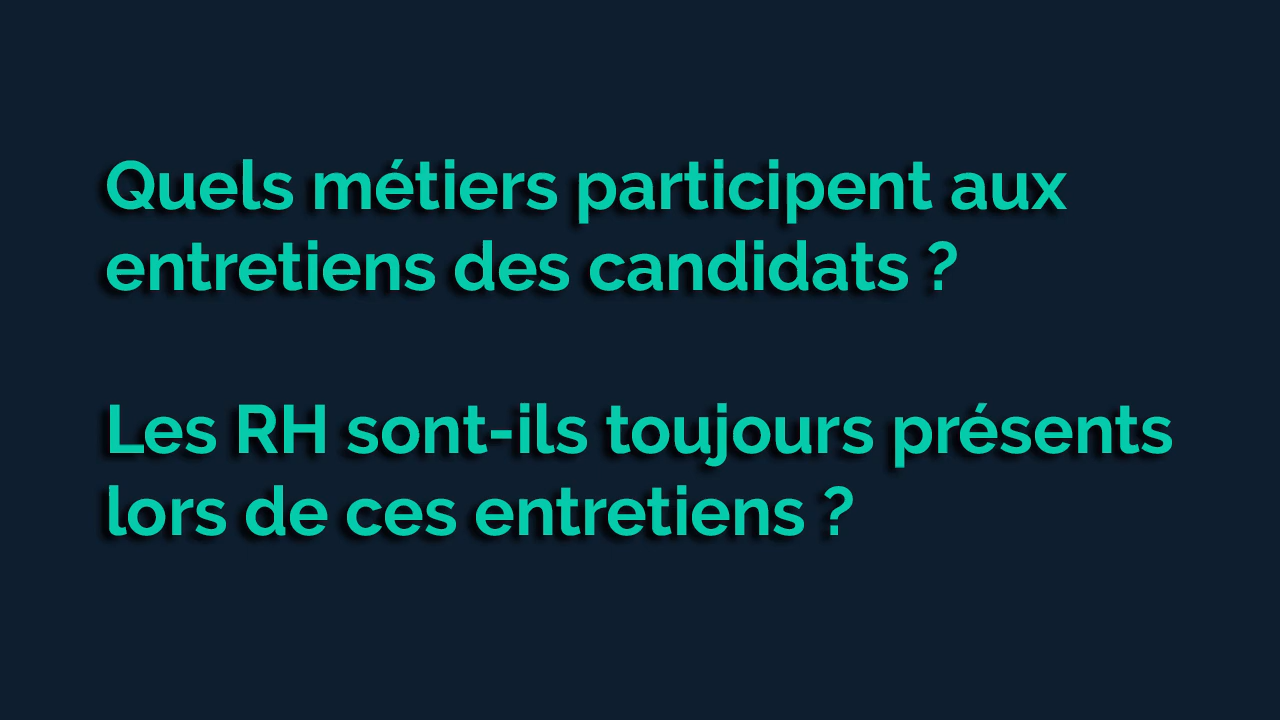 Quels métiers participent aux
entretiens des candidats ?
Les RH sont-ils toujours présents
lors de ces entretiens ?